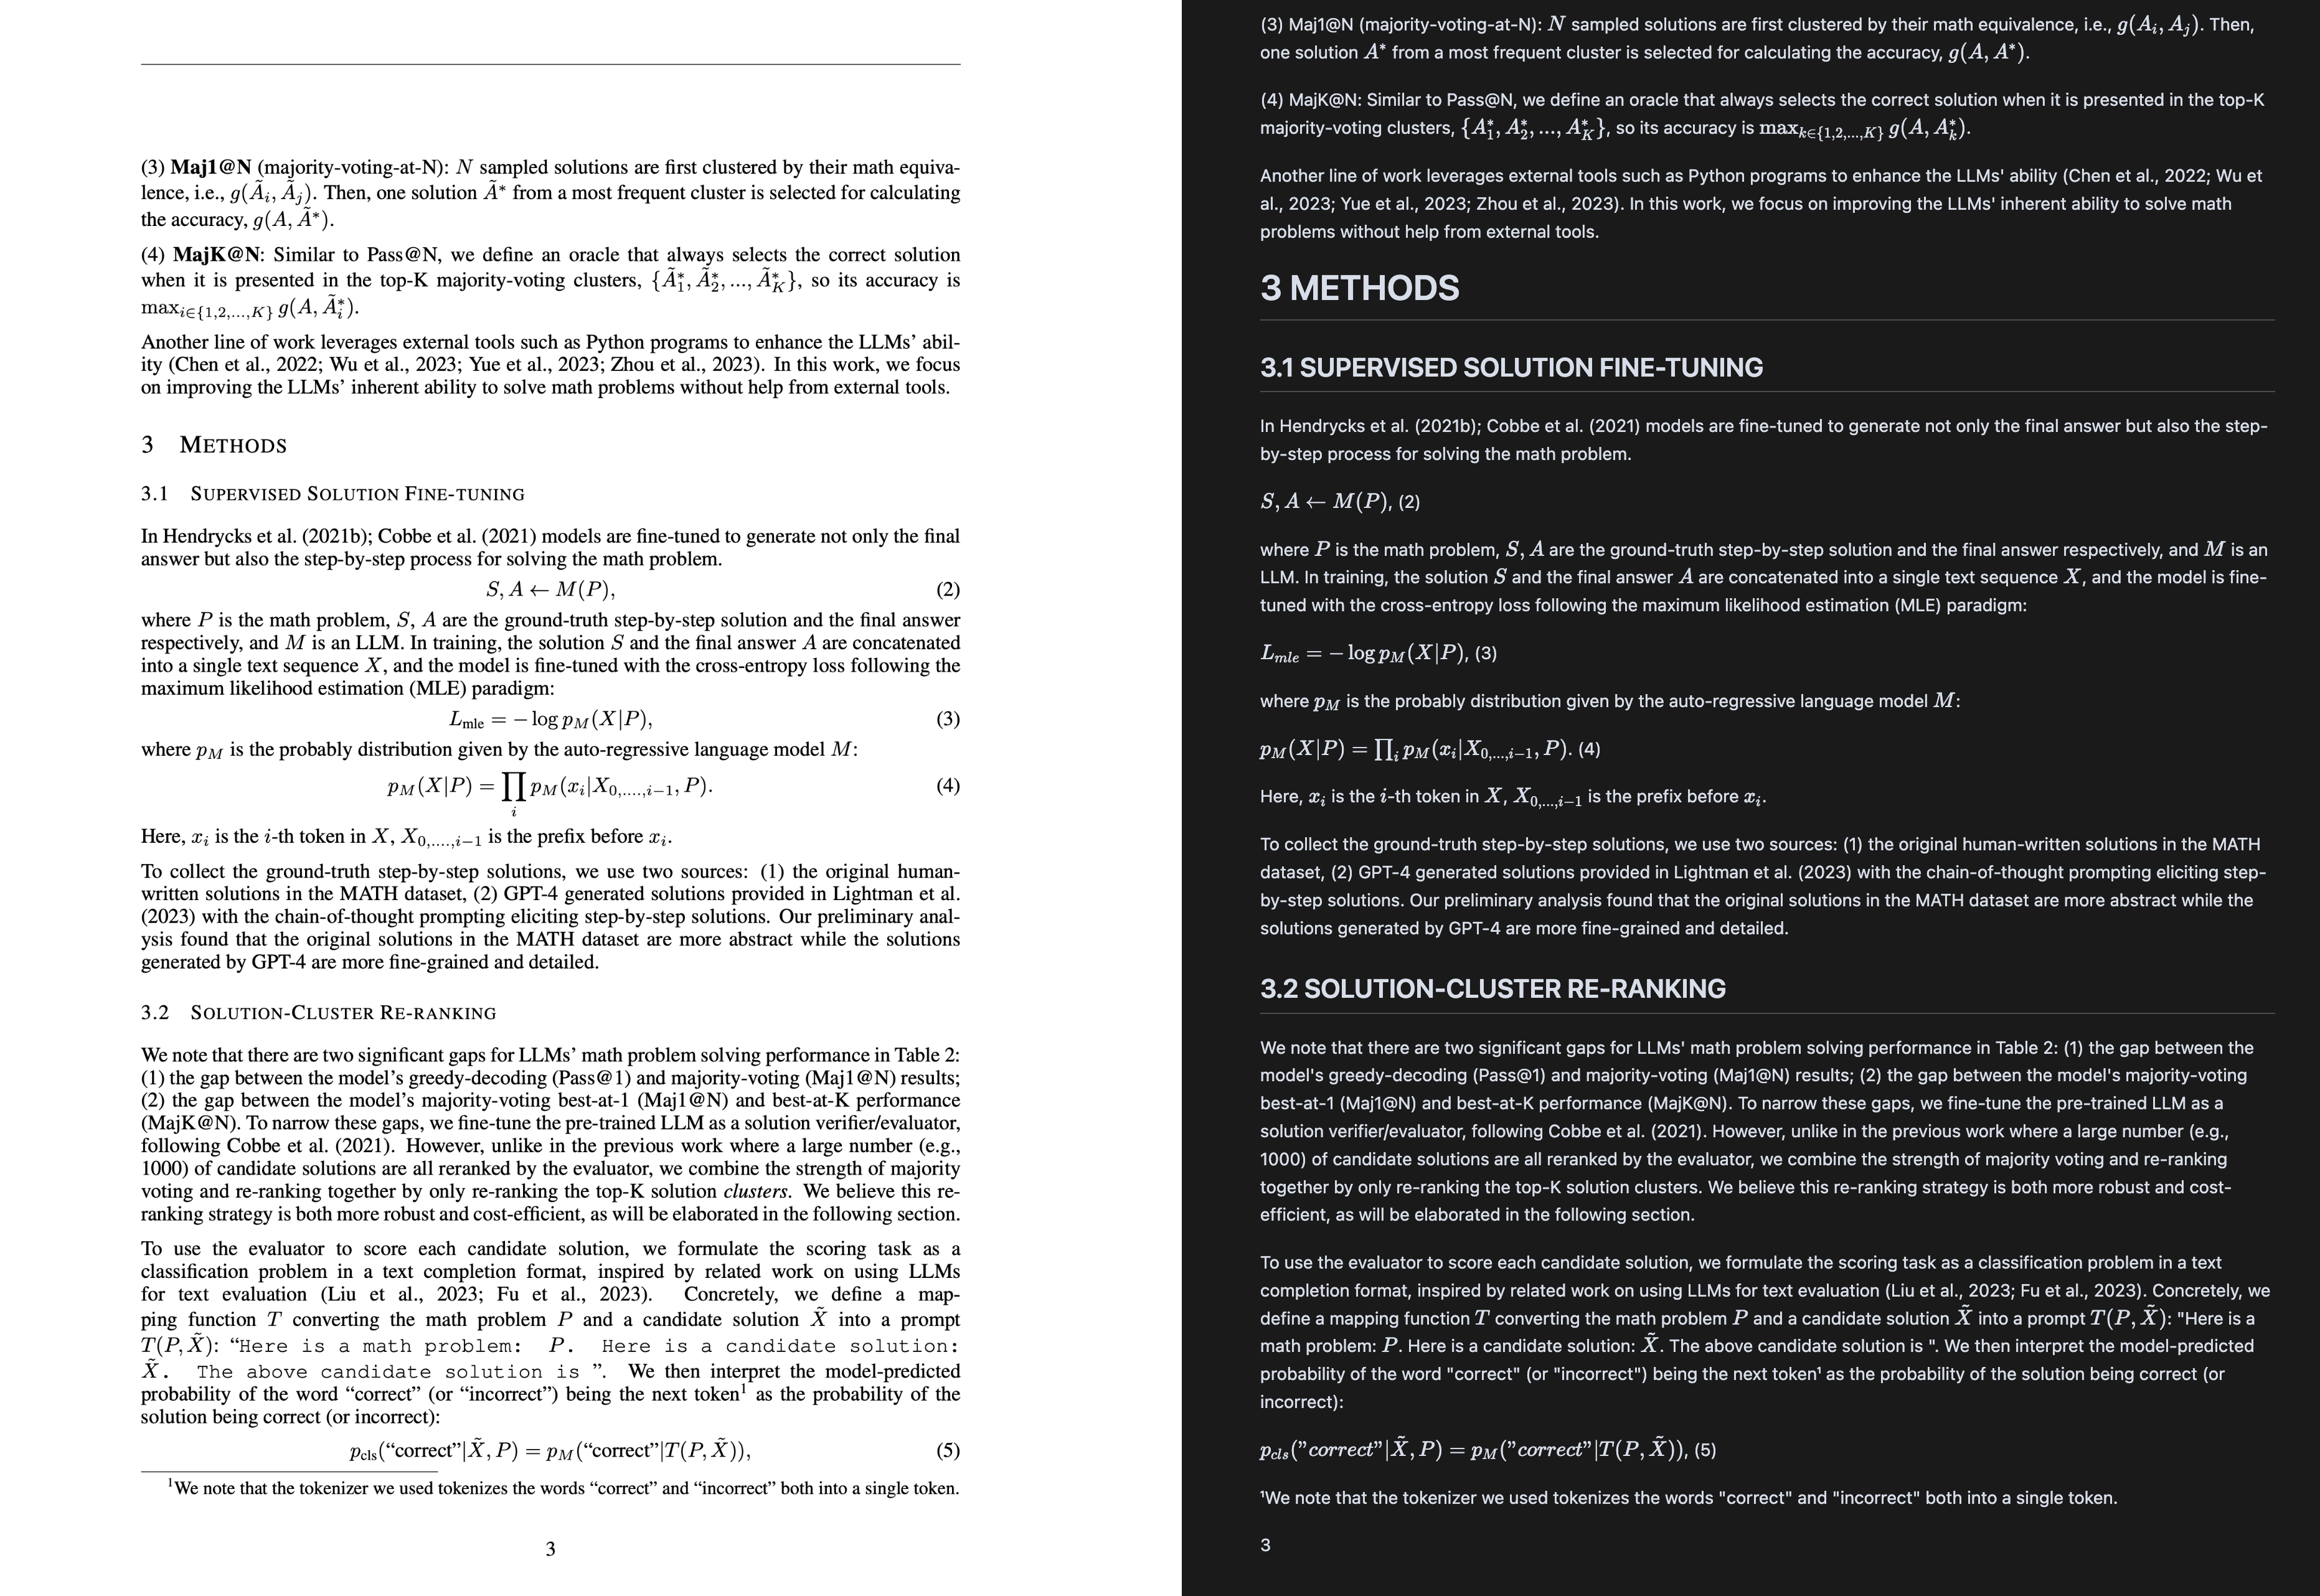 (3) Maj1@N (majority-voting-at-N): N sampled solutions are first clustered by their math equiva-
lence, i.e., g(Ã_i, Ã_j). Then, one solution Ã* from a most frequent cluster is selected for calculating
the accuracy, g(A, Ã*).
(4) MajK@N: Similar to Pass@N, we define an oracle that always selects the correct solution
when it is presented in the top-K majority-voting clusters, {Ã*_1, Ã*_2, ..., Ã*_K}, so its accuracy is
max_{i∈{1,2,...,K}} g(A, Ã*_i).
Another line of work leverages external tools such as Python programs to enhance the LLMs’ abil-
ity (Chen et al., 2022; Wu et al., 2023; Yue et al., 2023; Zhou et al., 2023). In this work, we focus
on improving the LLMs’ inherent ability to solve math problems without help from external tools.
3 METHODS
3.1 SUPERVISED SOLUTION FINE-TUNING
In Hendrycks et al. (2021b); Cobbe et al. (2021) models are fine-tuned to generate not only the final
answer but also the step-by-step process for solving the math problem.
S, A ← M(P), (2)
where P is the math problem, S, A are the ground-truth step-by-step solution and the final answer
respectively, and M is an LLM. In training, the solution S and the final answer A are concatenated
into a single text sequence X, and the model is fine-tuned with the cross-entropy loss following the
maximum likelihood estimation (MLE) paradigm:
L_mle = − log p_M(X|P), (3)
where p_M is the probably distribution given by the auto-regressive language model M:
p_M(X|P) = ∏_i p_M(x_i|X_{0,....,i−1}, P). (4)
Here, x_i is the i-th token in X, X_{0,....,i−1} is the prefix before x_i.
To collect the ground-truth step-by-step solutions, we use two sources: (1) the original human-
written solutions in the MATH dataset, (2) GPT-4 generated solutions provided in Lightman et al.
(2023) with the chain-of-thought prompting eliciting step-by-step solutions. Our preliminary anal-
ysis found that the original solutions in the MATH dataset are more abstract while the solutions
generated by GPT-4 are more fine-grained and detailed.
3.2 SOLUTION-CLUSTER RE-RANKING
We note that there are two significant gaps for LLMs’ math problem solving performance in Table 2:
(1) the gap between the model’s greedy-decoding (Pass@1) and majority-voting (Maj1@N) results;
(2) the gap between the model’s majority-voting best-at-1 (Maj1@N) and best-at-K performance
(MajK@N). To narrow these gaps, we fine-tune the pre-trained LLM as a solution verifier/evaluator,
following Cobbe et al. (2021). However, unlike in the previous work where a large number (e.g.,
1000) of candidate solutions are all reranked by the evaluator, we combine the strength of majority
voting and re-ranking together by only re-ranking the top-K solution clusters. We believe this re-
ranking strategy is both more robust and cost-efficient, as will be elaborated in the following section.
To use the evaluator to score each candidate solution, we formulate the scoring task as a
classification problem in a text completion format, inspired by related work on using LLMs
for text evaluation (Liu et al., 2023; Fu et al., 2023). Concretely, we define a map-
ping function T converting the math problem P and a candidate solution X̃ into a prompt
T(P, X̃): “Here is a math problem: P. Here is a candidate solution:
X̃. The above candidate solution is ”. We then interpret the model-predicted
probability of the word “correct” (or “incorrect”) being the next token¹ as the probability of the
solution being correct (or incorrect):
p_cls(“correct”|X̃, P) = p_M(“correct”|T(P, X̃)), (5)
¹We note that the tokenizer we used tokenizes the words “correct” and “incorrect” both into a single token.
3
(3) Maj1@N (majority-voting-at-N): N sampled solutions are first clustered by their math equivalence, i.e., g(A_i, A_j). Then,
one solution A* from a most frequent cluster is selected for calculating the accuracy, g(A, A*).
(4) MajK@N: Similar to Pass@N, we define an oracle that always selects the correct solution when it is presented in the top-K
majority-voting clusters, {A*_1, A*_2, ..., A*_K}, so its accuracy is max_{k∈{1,2,...,K}} g(A, A*_k).
Another line of work leverages external tools such as Python programs to enhance the LLMs' ability (Chen et al., 2022; Wu et
al., 2023; Yue et al., 2023; Zhou et al., 2023). In this work, we focus on improving the LLMs' inherent ability to solve math
problems without help from external tools.
3 METHODS
3.1 SUPERVISED SOLUTION FINE-TUNING
In Hendrycks et al. (2021b); Cobbe et al. (2021) models are fine-tuned to generate not only the final answer but also the step-
by-step process for solving the math problem.
S, A ← M(P), (2)
where P is the math problem, S, A are the ground-truth step-by-step solution and the final answer respectively, and M is an
LLM. In training, the solution S and the final answer A are concatenated into a single text sequence X, and the model is fine-
tuned with the cross-entropy loss following the maximum likelihood estimation (MLE) paradigm:
L_mle = − log p_M(X|P), (3)
where p_M is the probably distribution given by the auto-regressive language model M:
p_M(X|P) = ∏_i p_M(x_i|X_{0,...,i−1}, P). (4)
Here, x_i is the i-th token in X, X_{0,...,i−1} is the prefix before x_i.
To collect the ground-truth step-by-step solutions, we use two sources: (1) the original human-written solutions in the MATH
dataset, (2) GPT-4 generated solutions provided in Lightman et al. (2023) with the chain-of-thought prompting eliciting step-
by-step solutions. Our preliminary analysis found that the original solutions in the MATH dataset are more abstract while the
solutions generated by GPT-4 are more fine-grained and detailed.
3.2 SOLUTION-CLUSTER RE-RANKING
We note that there are two significant gaps for LLMs' math problem solving performance in Table 2: (1) the gap between the
model's greedy-decoding (Pass@1) and majority-voting (Maj1@N) results; (2) the gap between the model's majority-voting
best-at-1 (Maj1@N) and best-at-K performance (MajK@N). To narrow these gaps, we fine-tune the pre-trained LLM as a
solution verifier/evaluator, following Cobbe et al. (2021). However, unlike in the previous work where a large number (e.g.,
1000) of candidate solutions are all reranked by the evaluator, we combine the strength of majority voting and re-ranking
together by only re-ranking the top-K solution clusters. We believe this re-ranking strategy is both more robust and cost-
efficient, as will be elaborated in the following section.
To use the evaluator to score each candidate solution, we formulate the scoring task as a classification problem in a text
completion format, inspired by related work on using LLMs for text evaluation (Liu et al., 2023; Fu et al., 2023). Concretely, we
define a mapping function T converting the math problem P and a candidate solution X̃ into a prompt T(P, X̃): "Here is a
math problem: P. Here is a candidate solution: X̃. The above candidate solution is ". We then interpret the model-predicted
probability of the word "correct" (or "incorrect") being the next token¹ as the probability of the solution being correct (or
incorrect):
p_cls(”correct”|X̃, P) = p_M(”correct”|T(P, X̃)), (5)
¹We note that the tokenizer we used tokenizes the words "correct" and "incorrect" both into a single token.
3